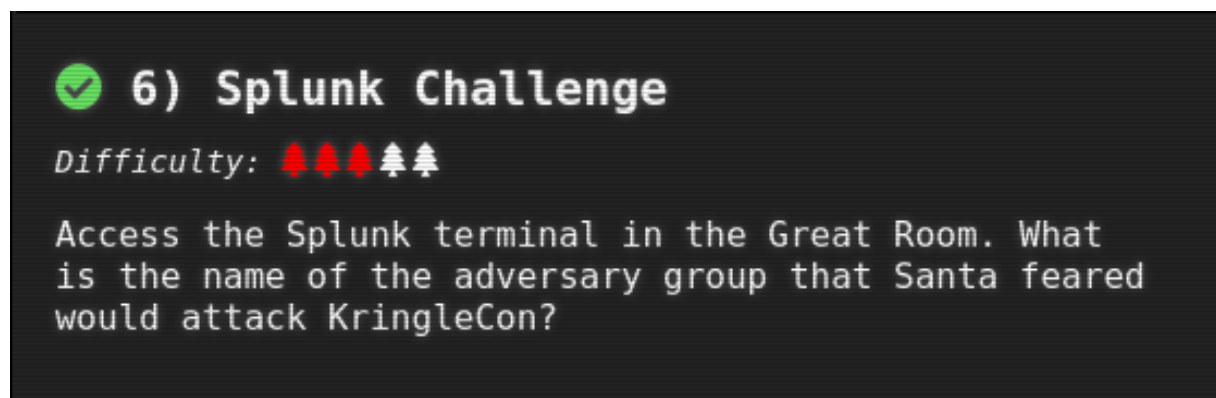 6) Splunk Challenge
Difficulty:
Access the Splunk terminal in the Great Room. What
is the name of the adversary group that Santa feared
would attack KringleCon?